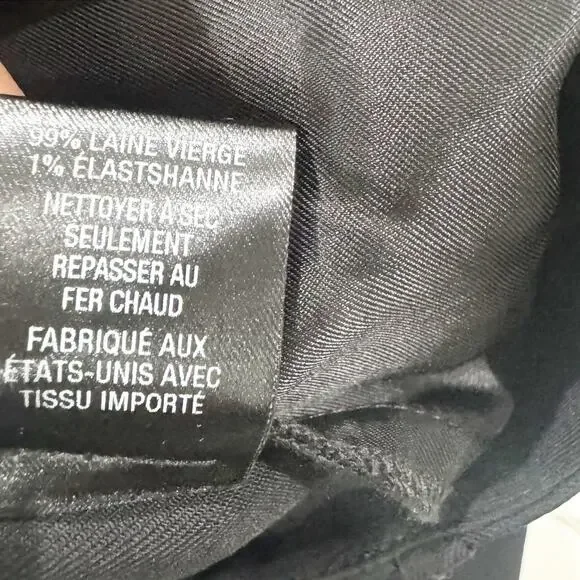 99% LAINE VIERGE
1% ÉLASTSHANNE
NETTOYER À SEC
SEULEMENT
REPASSER AU
FER CHAUD
FABRIQUÉ AUX
ÉTATS-UNIS AVEC
TISSU IMPORTÉ